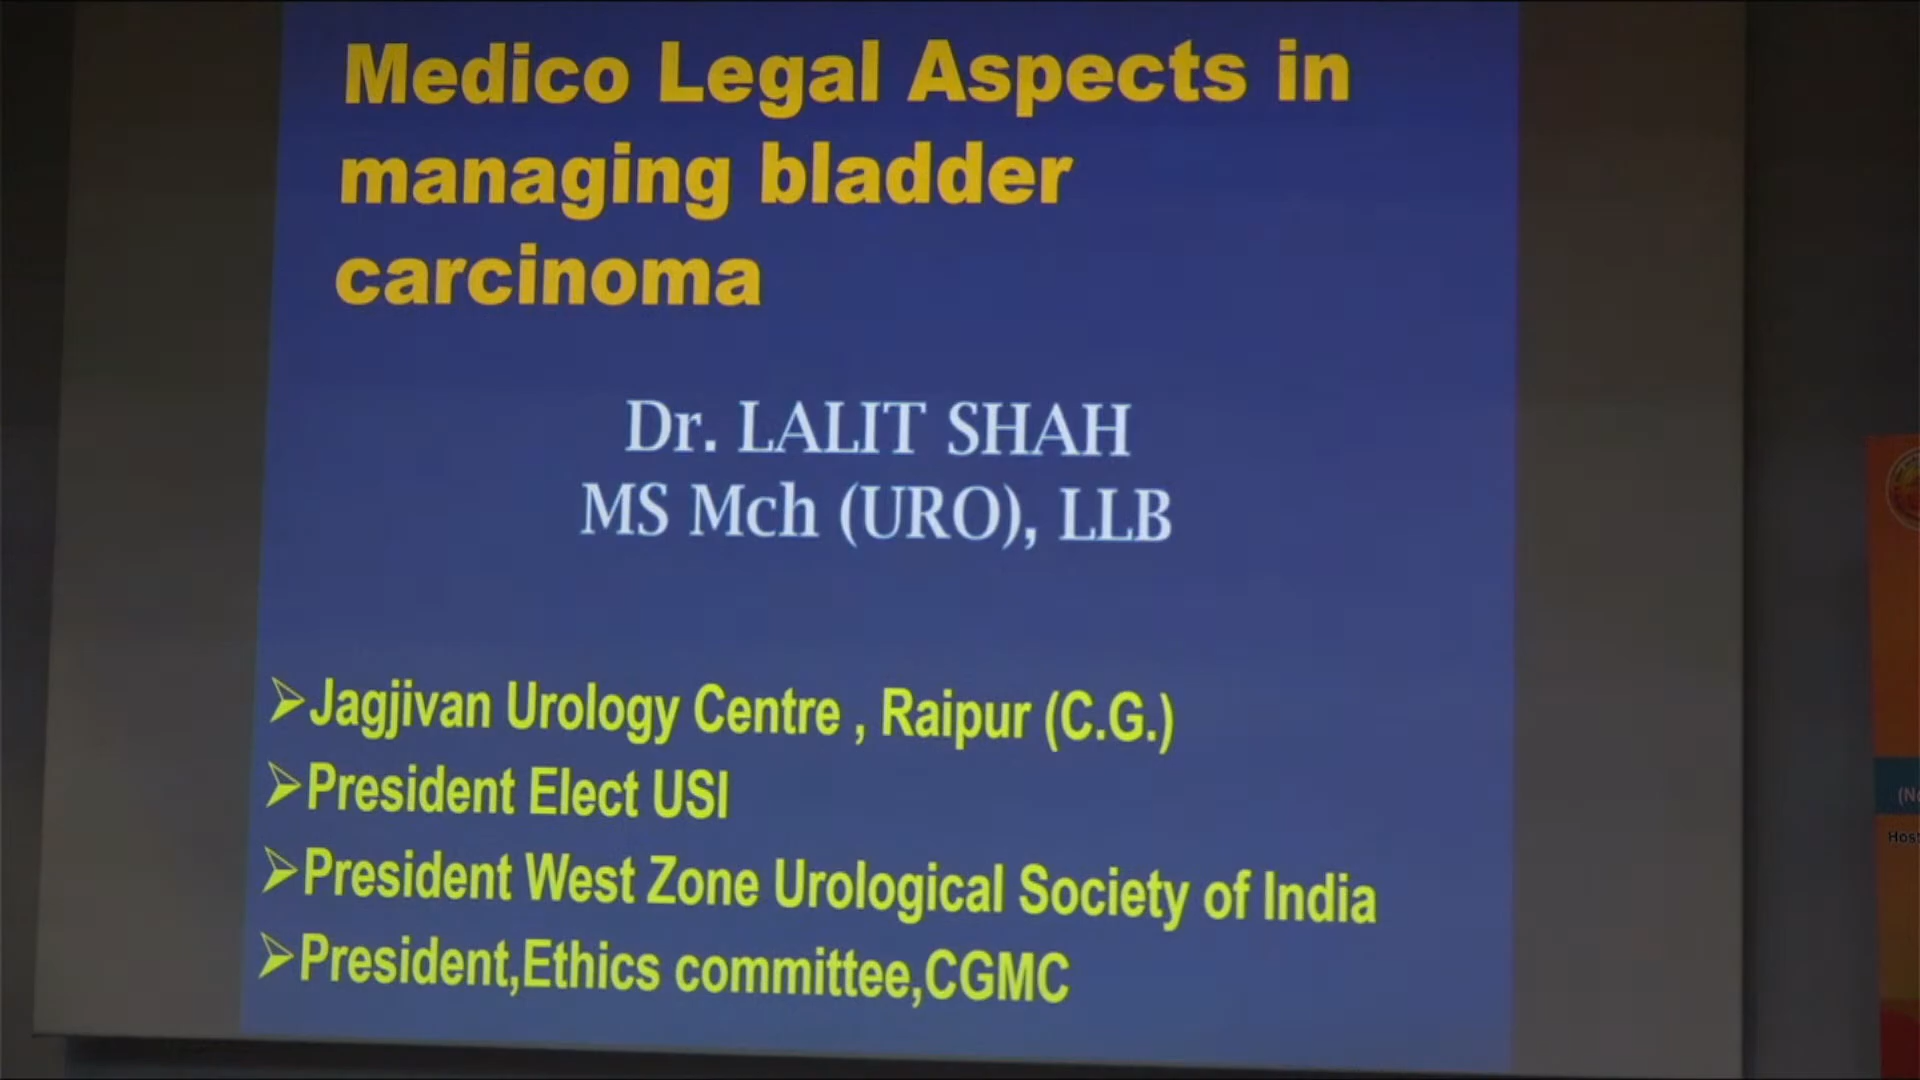 Medico Legal Aspects in
managing bladder
carcinoma
Dr. LALIT SHAH
MS Mch (URO), LLB
➢Jagjivan Urology Centre , Raipur (C.G.)
➢President Elect USI
➢President West Zone Urological Society of India
➢President,Ethics committee,CGMC